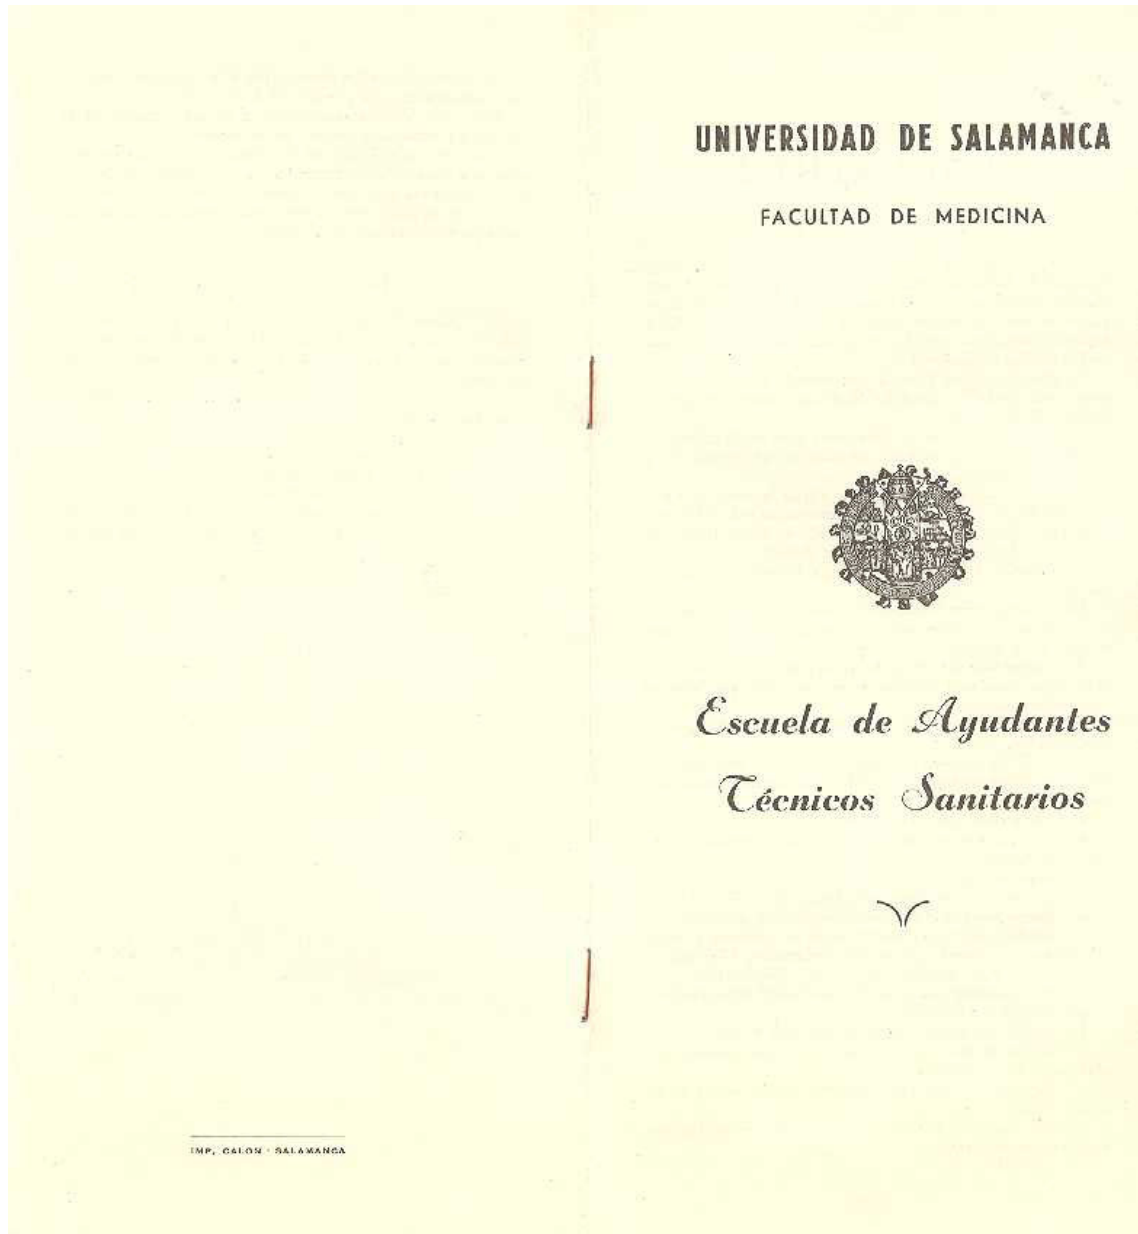 UNIVERSIDAD DE SALAMANCA
FACULTAD DE MEDICINA
Escuela de Ayudantes
Técnicos Sanitarios
IMP, CALON - SALAMANCA